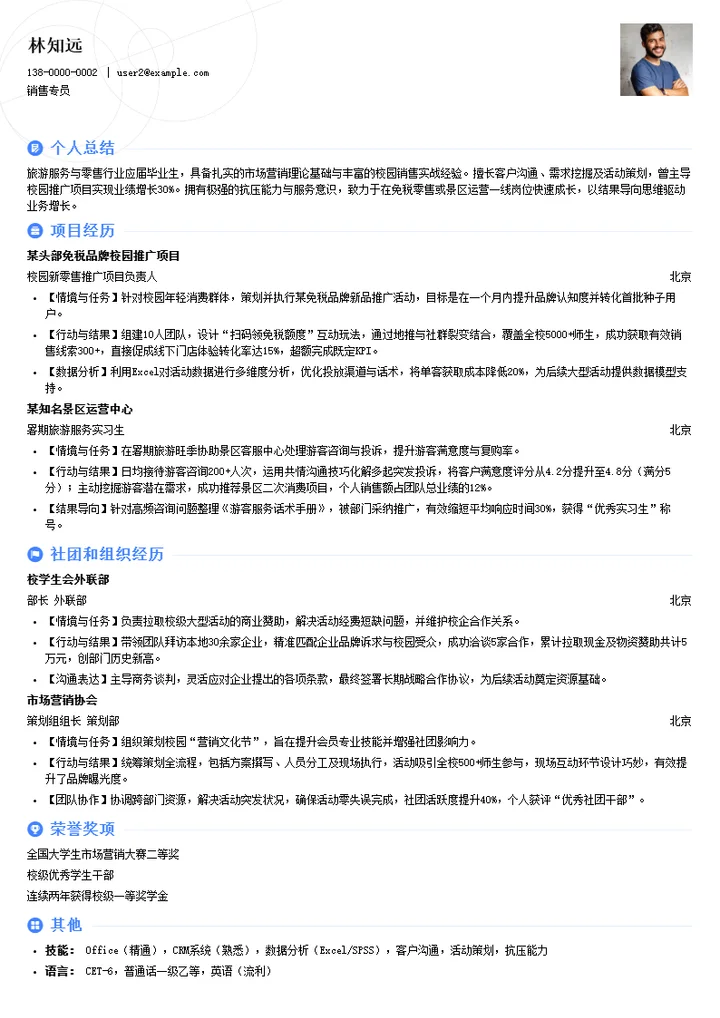 林知远
138-0000-0002 | user2@example.com
销售专员
个人总结
旅游服务与零售行业应届毕业生，具备扎实的市场营销理论基础与丰富的校园销售实战经验。擅长客户沟通、需求挖掘及活动策划，曾主导
校园推广项目实现业绩增长30%。拥有极强的抗压能力与服务意识，致力于在免税零售或景区运营一线岗位快速成长，以结果导向思维驱动
业务增长。
项目经历
某头部免税品牌校园推广项目
校园新零售推广项目负责人 北京
• 【情境与任务】针对校园年轻消费群体，策划并执行某免税品牌新品推广活动，目标是在一个月内提升品牌认知度并转化首批种子用
户。
• 【行动与结果】组建10人团队，设计“扫码领免税额度”互动玩法，通过地推与社群裂变结合，覆盖全校5000+师生，成功获取有效销
售线索300+，直接促成线下门店体验转化率达15%，超额完成既定KPI。
• 【数据分析】利用Excel对活动数据进行多维度分析，优化投放渠道与话术，将单客获取成本降低20%，为后续大型活动提供数据模型支
持。
某知名景区运营中心
暑期旅游服务实习生 北京
• 【情境与任务】在暑期旅游旺季协助景区客服中心处理游客咨询与投诉，提升游客满意度与复购率。
• 【行动与结果】日均接待游客咨询200+人次，运用共情沟通技巧化解多起突发投诉，将客户满意度评分从4.2分提升至4.8分（满分5
分）；主动挖掘游客潜在需求，成功推荐景区二次消费项目，个人销售额占团队总业绩的12%。
• 【结果导向】针对高频咨询问题整理《游客服务话术手册》，被部门采纳推广，有效缩短平均响应时间30%，获得“优秀实习生”称
号。
社团和组织经历
校学生会外联部
部长 外联部 北京
• 【情境与任务】负责拉取校级大型活动的商业赞助，解决活动经费短缺问题，并维护校企合作关系。
• 【行动与结果】带领团队拜访本地30余家企业，精准匹配企业品牌诉求与校园受众，成功洽谈5家合作，累计拉取现金及物资赞助共计5
万元，创部门历史新高。
• 【沟通表达】主导商务谈判，灵活应对企业提出的各项条款，最终签署长期战略合作协议，为后续活动奠定资源基础。
市场营销协会
策划组组长 策划部 北京
• 【情境与任务】组织策划校园“营销文化节”，旨在提升会员专业技能并增强社团影响力。
• 【行动与结果】统筹策划全流程，包括方案撰写、人员分工及现场执行，活动吸引全校500+师生参与，现场互动环节设计巧妙，有效提
升了品牌曝光度。
• 【团队协作】协调跨部门资源，解决活动突发状况，确保活动零失误完成，社团活跃度提升40%，个人获评“优秀社团干部”。
荣誉奖项
全国大学生市场营销大赛二等奖
校级优秀学生干部
连续两年获得校级一等奖学金
其他
• 技能： Office（精通），CRM系统（熟悉），数据分析（Excel/SPSS），客户沟通，活动策划，抗压能力
• 语言： CET-6，普通话一级乙等，英语（流利）